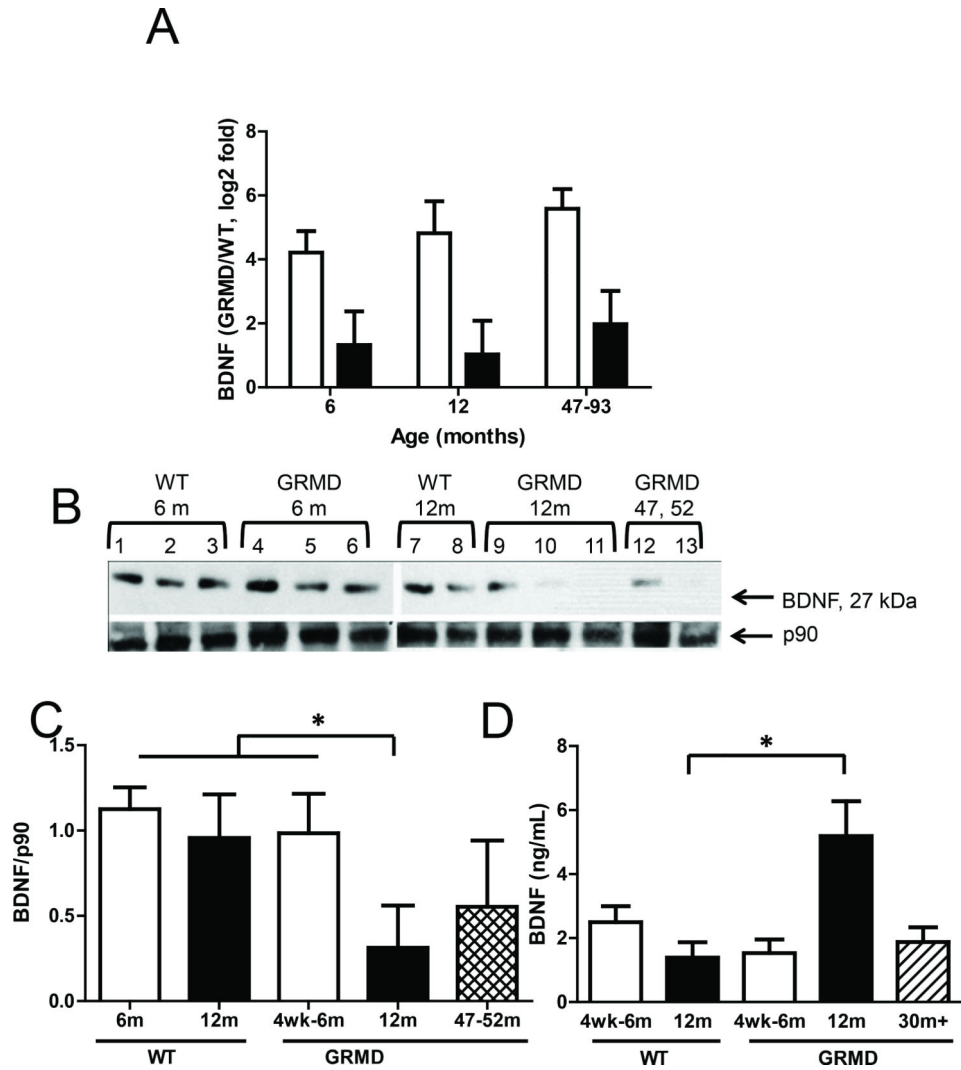 A
BDNF (GRMD/WT, log2 fold)
8
6
4
2
0
6 12 47-93
Age (months)
B
WT GRMD WT GRMD GRMD
6 m 6 m 12m 12m 47, 52
1 2 3 4 5 6 7 8 9 10 11 12 13
BDNF, 27 kDa
p90
C
*
BDNF/p90
1.5
1.0
0.5
0.0
6m 12m 4wk-6m 12m 47-52m
WT GRMD
D
*
BDNF (ng/mL)
8
6
4
2
0
4wk-6m 12m 4wk-6m 12m 30m+
WT GRMD